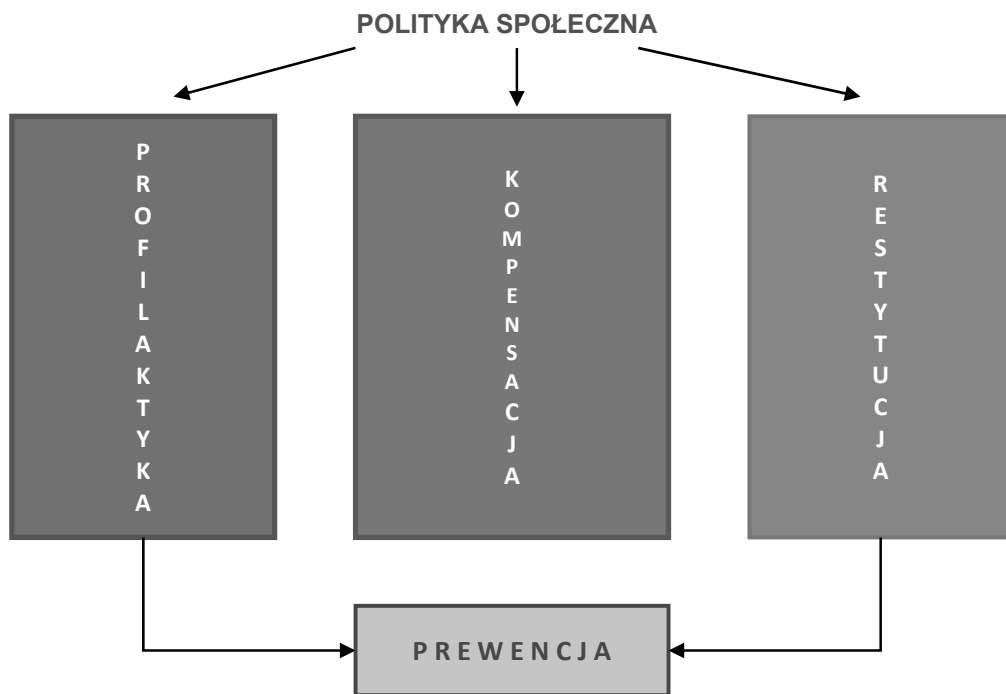 POLITYKA SPOŁECZNA
PROFILAKTYKA
KOMPENSACJA
RESTYTUCJA
PREWENCJA